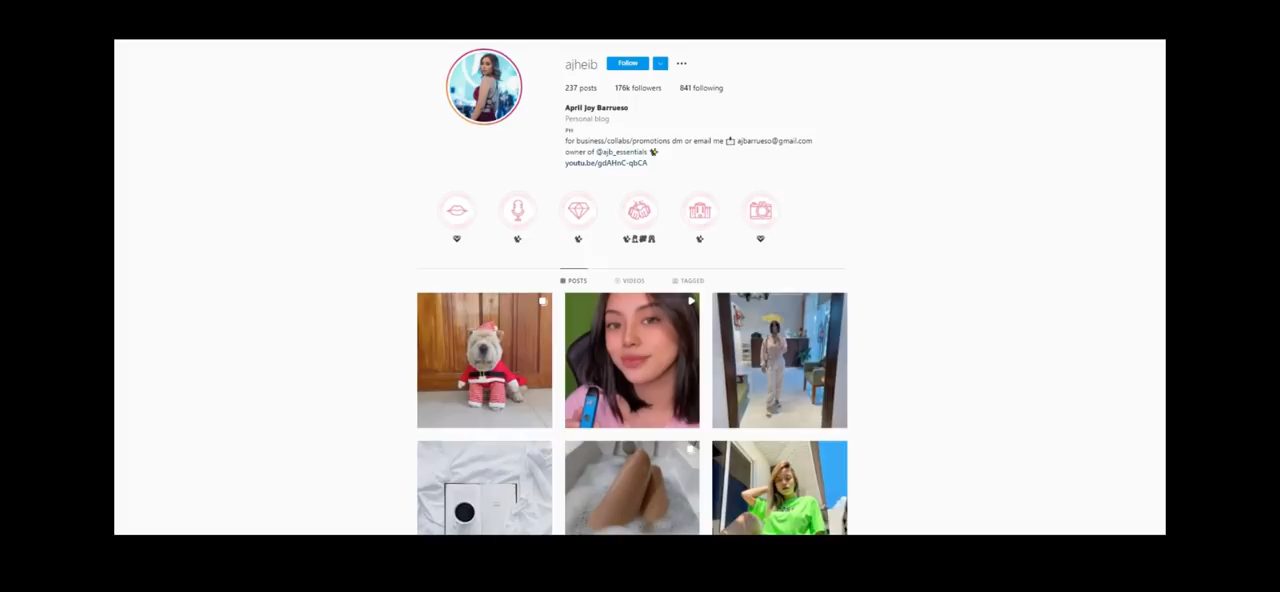 ajheib Follow
237 posts 176k followers 841 following
April Joy Barrueso
Personal blog
PH
for business/collabs/promotions dm or email me 📩 ajbarrueso@gmail.com
owner of @ajb_essentials
youtu.be/gdAHnC-qbCA
POSTS VIDEOS TAGGED